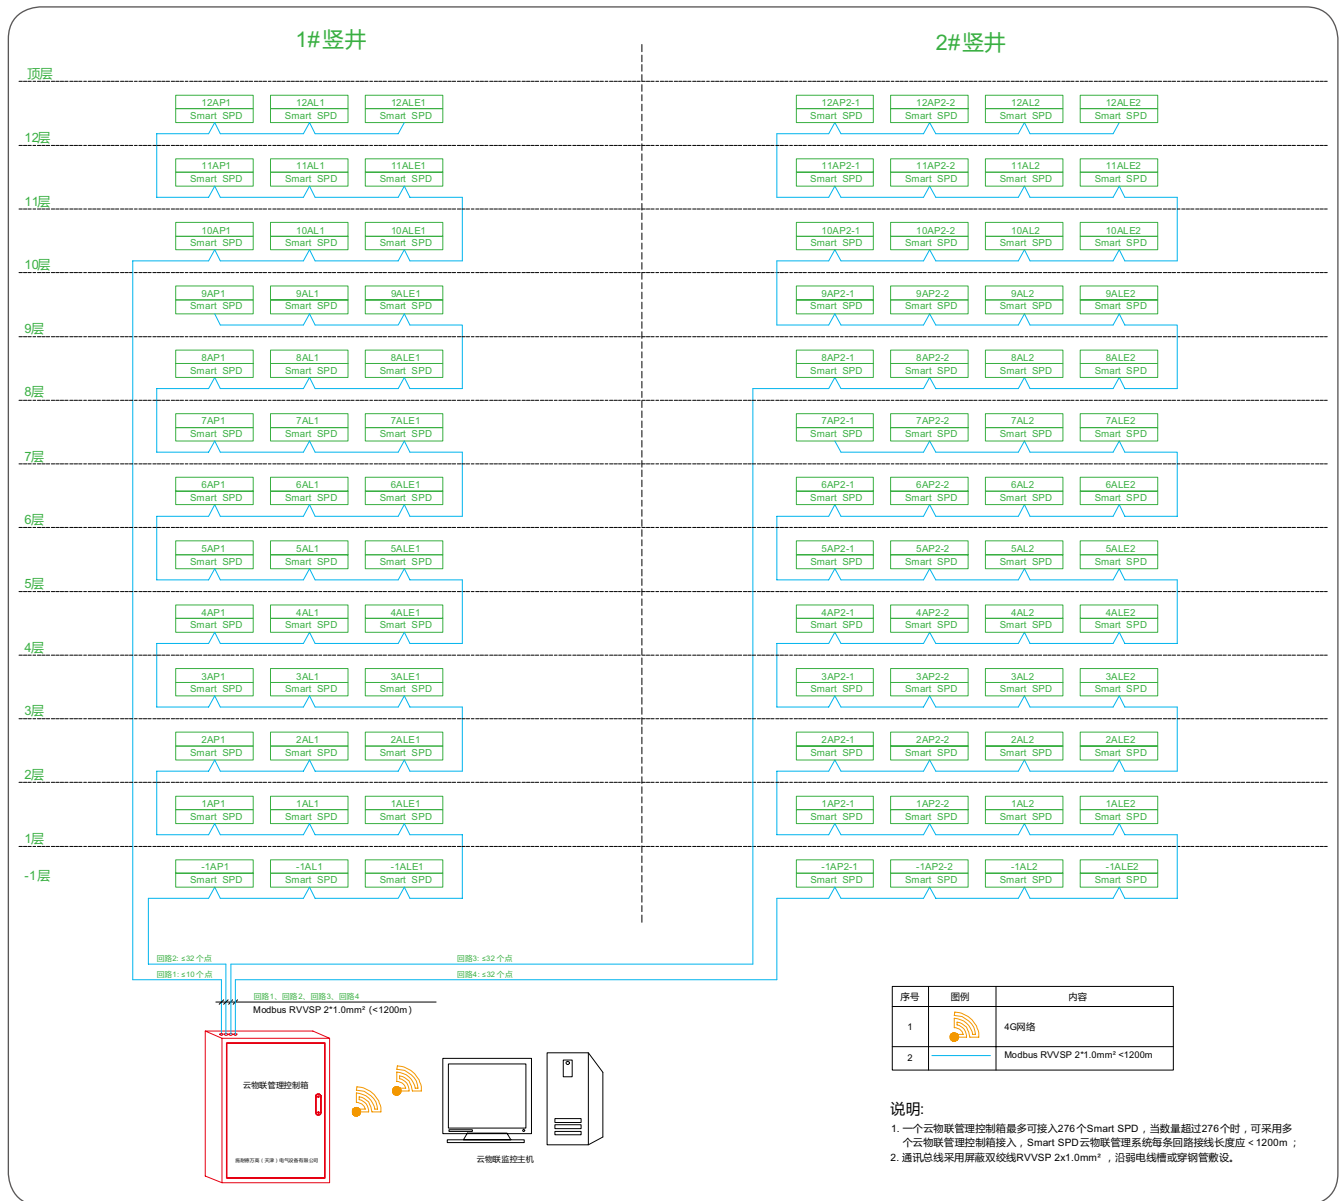 1#竖井 2#竖井
顶层
12AP1 12AL1 12ALE1 12AP2-1 12AP2-2 12AL2 12ALE2
Smart SPD Smart SPD Smart SPD Smart SPD Smart SPD Smart SPD Smart SPD
12层
11AP1 11AL1 11ALE1 11AP2-1 11AP2-2 11AL2 11ALE2
Smart SPD Smart SPD Smart SPD Smart SPD Smart SPD Smart SPD Smart SPD
11层
10AP1 10AL1 10ALE1 10AP2-1 10AP2-2 10AL2 10ALE2
Smart SPD Smart SPD Smart SPD Smart SPD Smart SPD Smart SPD Smart SPD
10层
9AP1 9AL1 9ALE1 9AP2-1 9AP2-2 9AL2 9ALE2
Smart SPD Smart SPD Smart SPD Smart SPD Smart SPD Smart SPD Smart SPD
9层
8AP1 8AL1 8ALE1 8AP2-1 8AP2-2 8AL2 8ALE2
Smart SPD Smart SPD Smart SPD Smart SPD Smart SPD Smart SPD Smart SPD
8层
7AP1 7AL1 7ALE1 7AP2-1 7AP2-2 7AL2 7ALE2
Smart SPD Smart SPD Smart SPD Smart SPD Smart SPD Smart SPD Smart SPD
7层
6AP1 6AL1 6ALE1 6AP2-1 6AP2-2 6AL2 6ALE2
Smart SPD Smart SPD Smart SPD Smart SPD Smart SPD Smart SPD Smart SPD
6层
5AP1 5AL1 5ALE1 5AP2-1 5AP2-2 5AL2 5ALE2
Smart SPD Smart SPD Smart SPD Smart SPD Smart SPD Smart SPD Smart SPD
5层
4AP1 4AL1 4ALE1 4AP2-1 4AP2-2 4AL2 4ALE2
Smart SPD Smart SPD Smart SPD Smart SPD Smart SPD Smart SPD Smart SPD
4层
3AP1 3AL1 3ALE1 3AP2-1 3AP2-2 3AL2 3ALE2
Smart SPD Smart SPD Smart SPD Smart SPD Smart SPD Smart SPD Smart SPD
3层
2AP1 2AL1 2ALE1 2AP2-1 2AP2-2 2AL2 2ALE2
Smart SPD Smart SPD Smart SPD Smart SPD Smart SPD Smart SPD Smart SPD
2层
1AP1 1AL1 1ALE1 1AP2-1 1AP2-2 1AL2 1ALE2
Smart SPD Smart SPD Smart SPD Smart SPD Smart SPD Smart SPD Smart SPD
1层
-1AP1 -1AL1 -1ALE1 -1AP2-1 -1AP2-2 -1AL2 -1ALE2
-1层 Smart SPD Smart SPD Smart SPD Smart SPD Smart SPD Smart SPD Smart SPD
回路2: ≤32个点 回路3: ≤32个点
回路1: ≤10个点 回路4: ≤32个点
回路1、回路2、回路3、回路4
Modbus RVVSP 2*1.0mm² (<1200m)
云物联管理控制箱
云物联监控主机
序号 图例 内容
1 4G网络
2 Modbus RVVSP 2*1.0mm² <1200m
说明:
1. 一个云物联管理控制箱最多可接入276个Smart SPD，当数量超过276个时，可采用多
个云物联管理控制箱接入，Smart SPD云物联管理系统每条回路接线长度应＜1200m；
2. 通讯总线采用屏蔽双绞线RVVSP 2x1.0mm²，沿弱电线槽或穿钢管敷设。